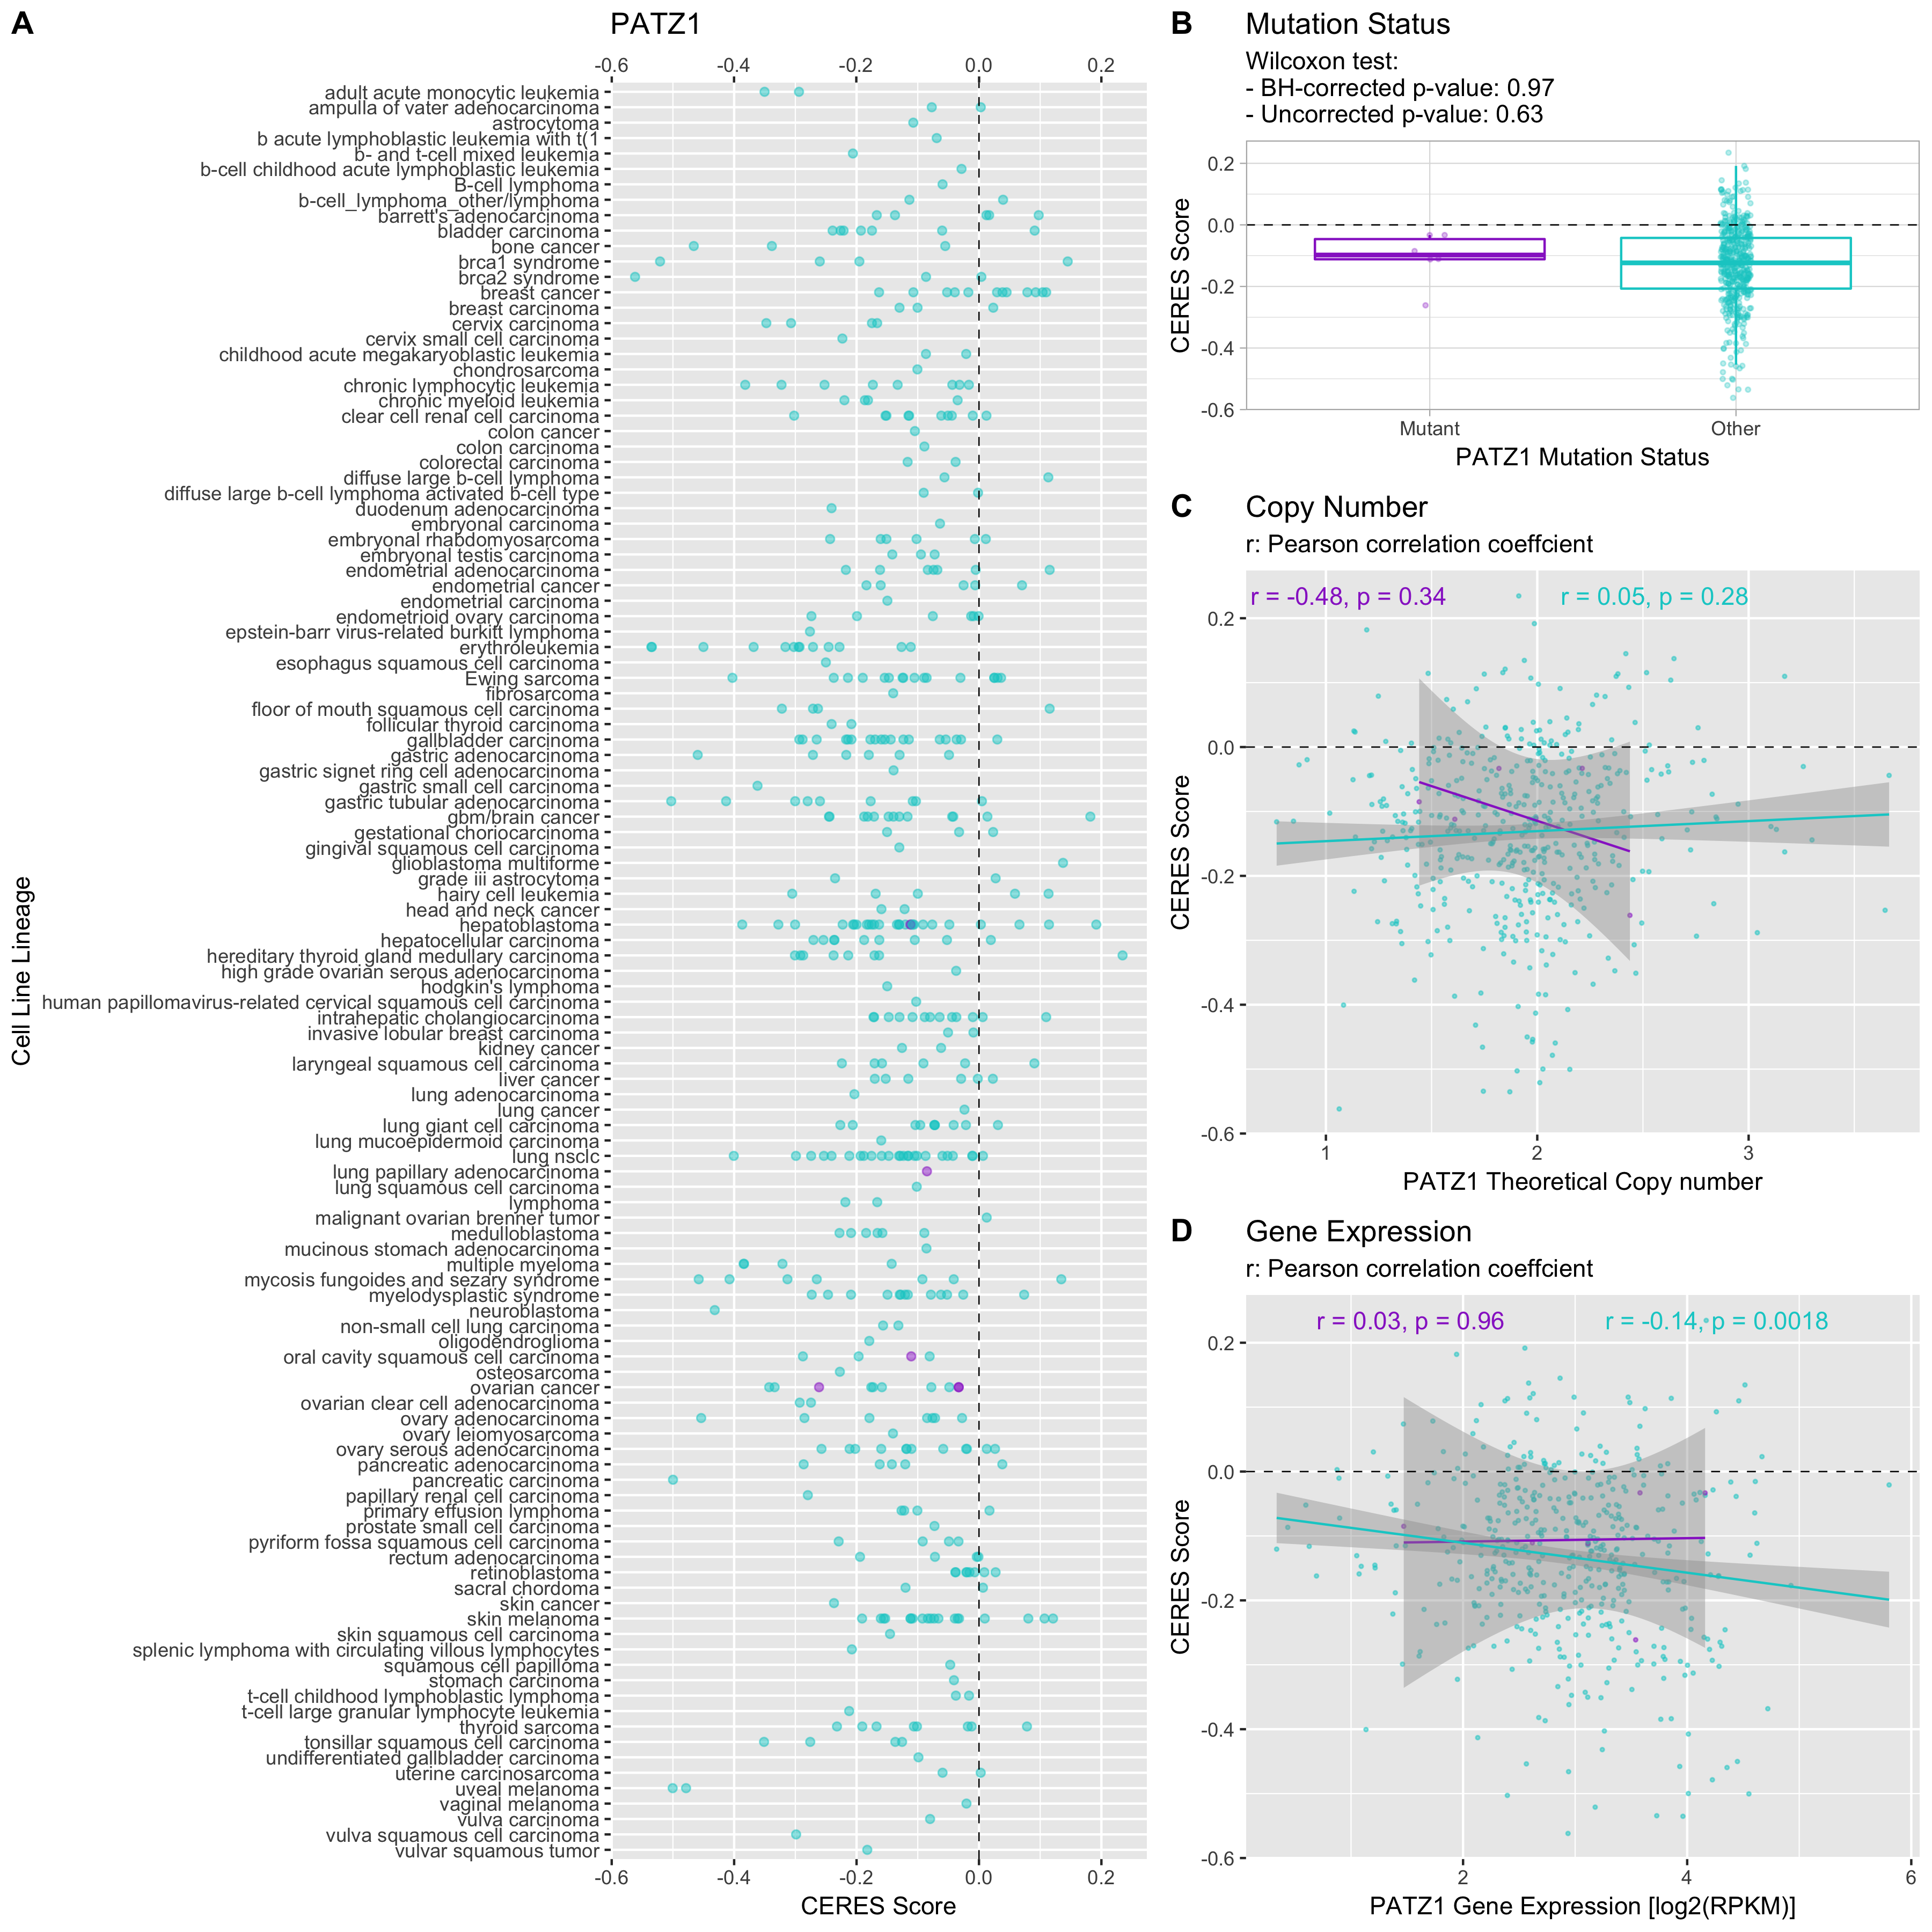 A
PATZ1
-0.6 -0.4 -0.2 0.0 0.2
adult acute monocytic leukemia
ampulla of vater adenocarcinoma
astrocytoma
b acute lymphoblastic leukemia with t(1
b- and t-cell mixed leukemia
b-cell childhood acute lymphoblastic leukemia
B-cell lymphoma
b-cell_lymphoma_other/lymphoma
barrett's adenocarcinoma
bladder carcinoma
bone cancer
brca1 syndrome
brca2 syndrome
breast cancer
breast carcinoma
cervix carcinoma
cervix small cell carcinoma
childhood acute megakaryoblastic leukemia
chondrosarcoma
chronic lymphocytic leukemia
chronic myeloid leukemia
clear cell renal cell carcinoma
colon cancer
colon carcinoma
colorectal carcinoma
diffuse large b-cell lymphoma
diffuse large b-cell lymphoma activated b-cell type
duodenum adenocarcinoma
embryonal carcinoma
embryonal rhabdomyosarcoma
embryonal testis carcinoma
endometrial adenocarcinoma
endometrial cancer
endometrial carcinoma
endometrioid ovary carcinoma
epstein-barr virus-related burkitt lymphoma
erythroleukemia
esophagus squamous cell carcinoma
Ewing sarcoma
fibrosarcoma
floor of mouth squamous cell carcinoma
follicular thyroid carcinoma
gallbladder carcinoma
gastric adenocarcinoma
gastric signet ring cell adenocarcinoma
gastric small cell carcinoma
gastric tubular adenocarcinoma
gbm/brain cancer
gestational choriocarcinoma
gingival squamous cell carcinoma
glioblastoma multiforme
grade iii astrocytoma
hairy cell leukemia
head and neck cancer
hepatoblastoma
hepatocellular carcinoma
hereditary thyroid gland medullary carcinoma
high grade ovarian serous adenocarcinoma
hodgkin's lymphoma
human papillomavirus-related cervical squamous cell carcinoma
intrahepatic cholangiocarcinoma
invasive lobular breast carcinoma
kidney cancer
laryngeal squamous cell carcinoma
liver cancer
lung adenocarcinoma
lung cancer
lung giant cell carcinoma
lung mucoepidermoid carcinoma
lung nsclc
lung papillary adenocarcinoma
lung squamous cell carcinoma
lymphoma
malignant ovarian brenner tumor
medulloblastoma
mucinous stomach adenocarcinoma
multiple myeloma
mycosis fungoides and sezary syndrome
myelodysplastic syndrome
neuroblastoma
non-small cell lung carcinoma
oligodendroglioma
oral cavity squamous cell carcinoma
osteosarcoma
ovarian cancer
ovarian clear cell adenocarcinoma
ovary adenocarcinoma
ovary leiomyosarcoma
ovary serous adenocarcinoma
pancreatic adenocarcinoma
pancreatic carcinoma
papillary renal cell carcinoma
primary effusion lymphoma
prostate small cell carcinoma
pyriform fossa squamous cell carcinoma
rectum adenocarcinoma
retinoblastoma
sacral chordoma
skin cancer
skin melanoma
skin squamous cell carcinoma
splenic lymphoma with circulating villous lymphocytes
squamous cell papilloma
stomach carcinoma
t-cell childhood lymphoblastic lymphoma
t-cell large granular lymphocyte leukemia
thyroid sarcoma
tonsillar squamous cell carcinoma
undifferentiated gallbladder carcinoma
uterine carcinosarcoma
uveal melanoma
vaginal melanoma
vulva carcinoma
vulva squamous cell carcinoma
vulvar squamous tumor
-0.6 -0.4 -0.2 0.0 0.2
CERES Score
Cell Line Lineage
B
Mutation Status
Wilcoxon test:
- BH-corrected p-value: 0.97
- Uncorrected p-value: 0.63
0.2
0.0
-0.2
-0.4
-0.6
CERES Score
Mutant Other
PATZ1 Mutation Status
C
Copy Number
r: Pearson correlation coeffcient
r = -0.48, p = 0.34 r = 0.05, p = 0.28
0.2
0.0
-0.2
-0.4
-0.6
CERES Score
1 2 3
PATZ1 Theoretical Copy number
D
Gene Expression
r: Pearson correlation coeffcient
r = 0.03, p = 0.96 r = -0.14, p = 0.0018
0.2
0.0
-0.2
-0.4
-0.6
CERES Score
2 4 6
PATZ1 Gene Expression [log2(RPKM)]